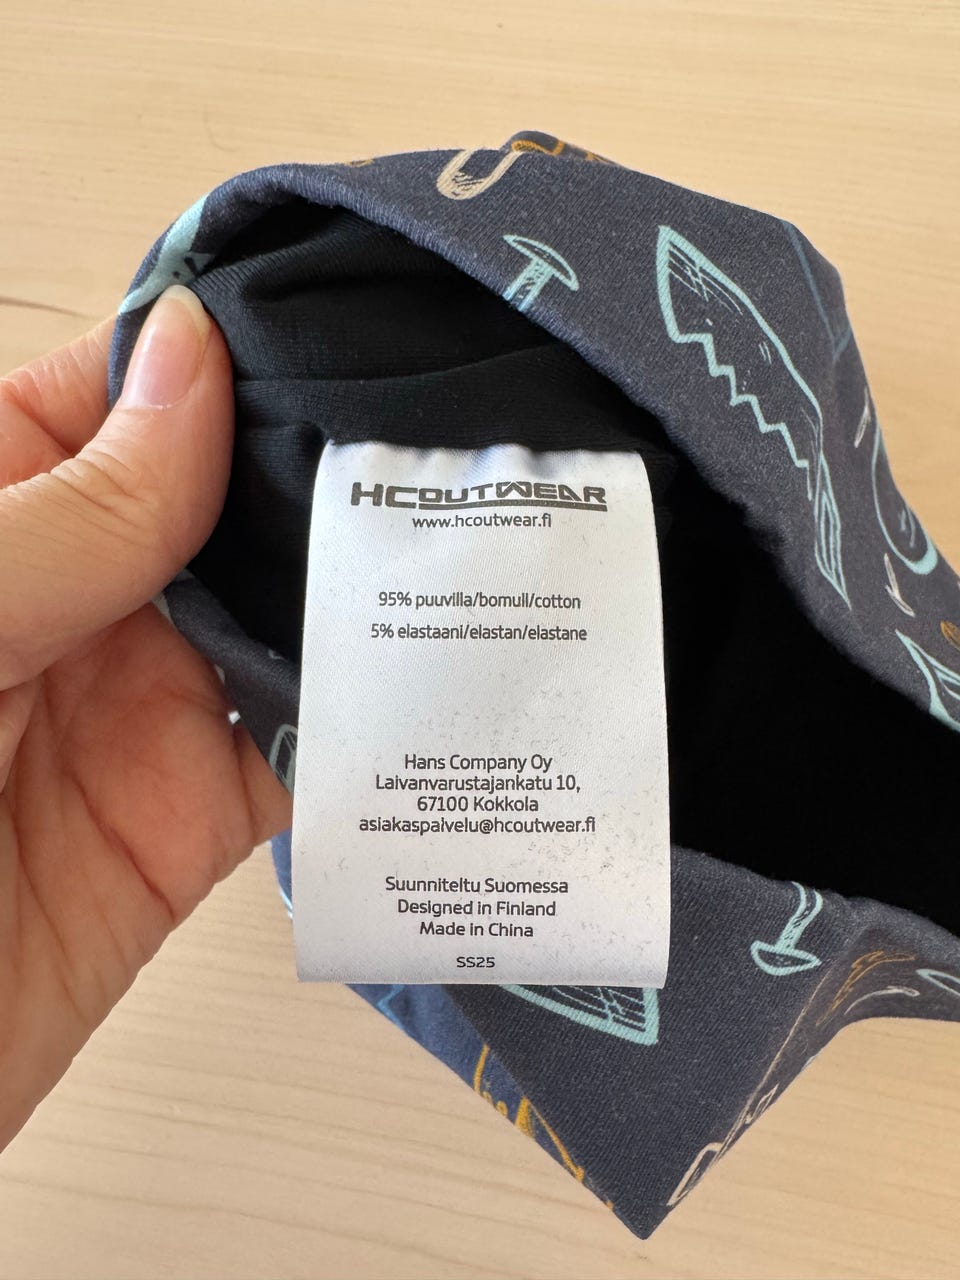 HCOUTWEAR
www.hcoutwear.fi
95% puuvilla/bomull/cotton
5% elastaani/elastan/elastane
Hans Company Oy
Laivanvarustajankatu 10,
67100 Kokkola
asiakaspalvelu@hcoutwear.fi
Suunniteltu Suomessa
Designed in Finland
Made in China
SS25